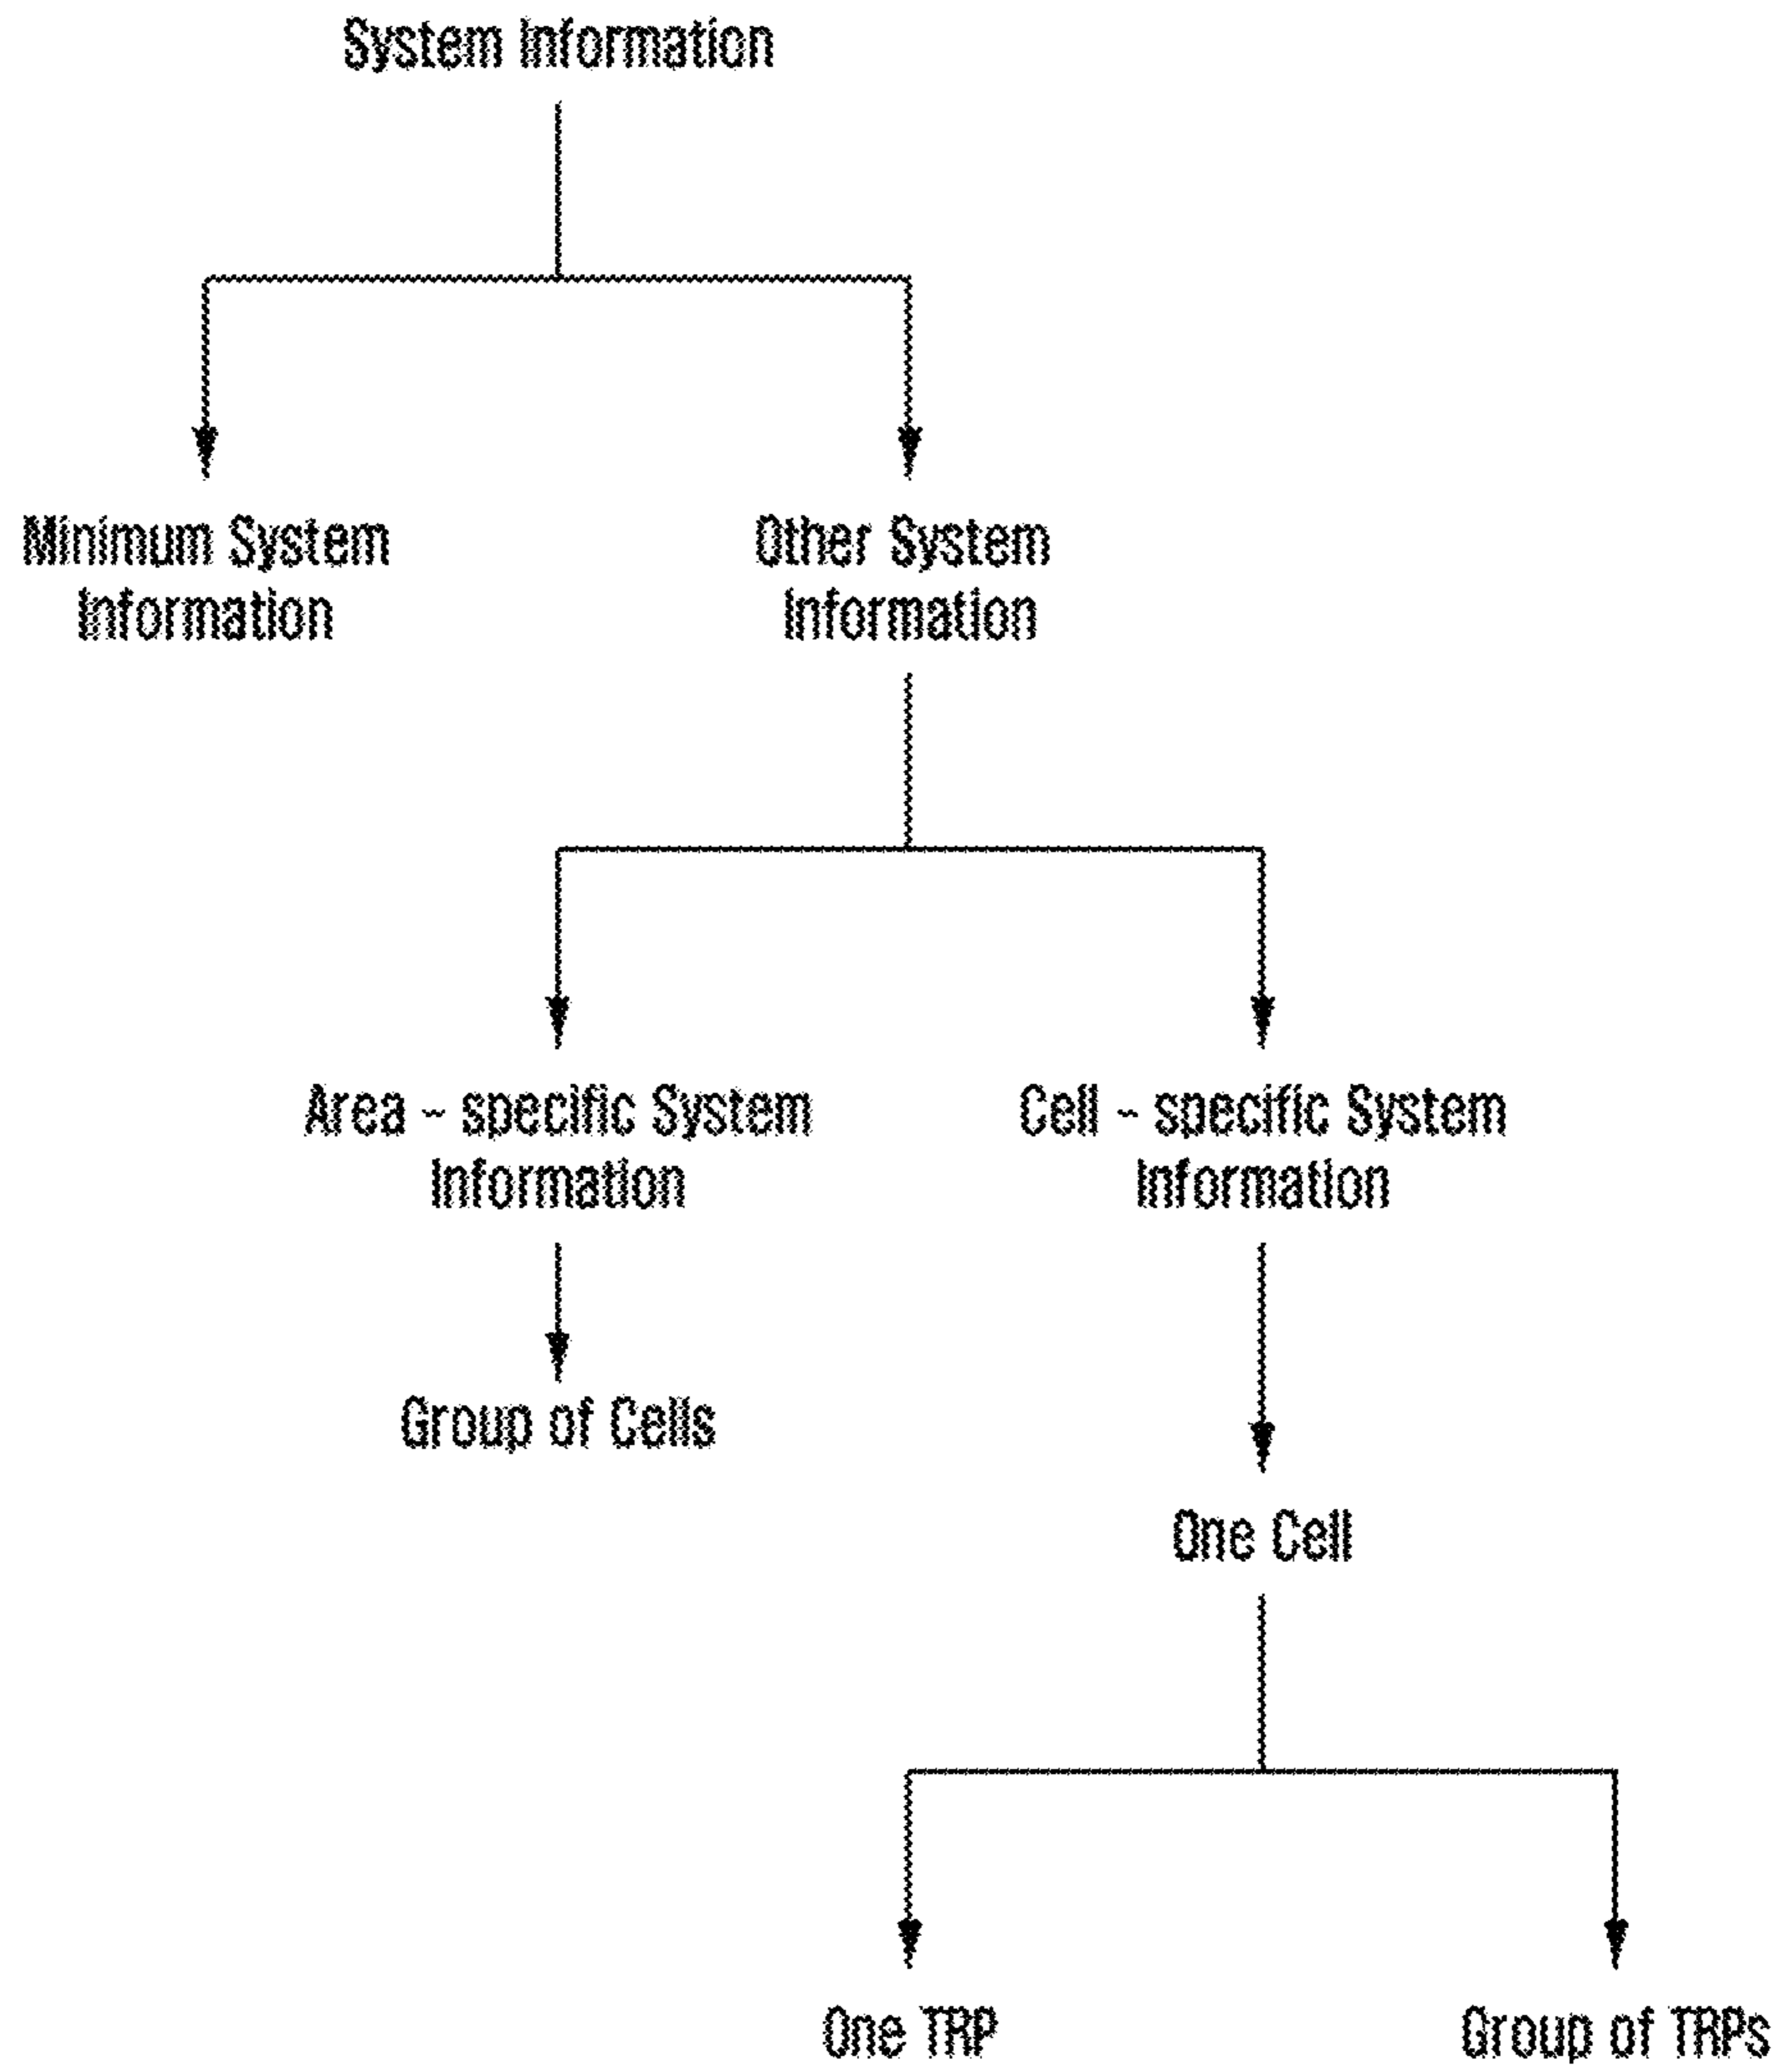 System Information
Minimum System
Information
Other System
Information
Area - specific System
Information
Cell - specific System
Information
Group of Cells
One Cell
One TRP
Group of TRPs